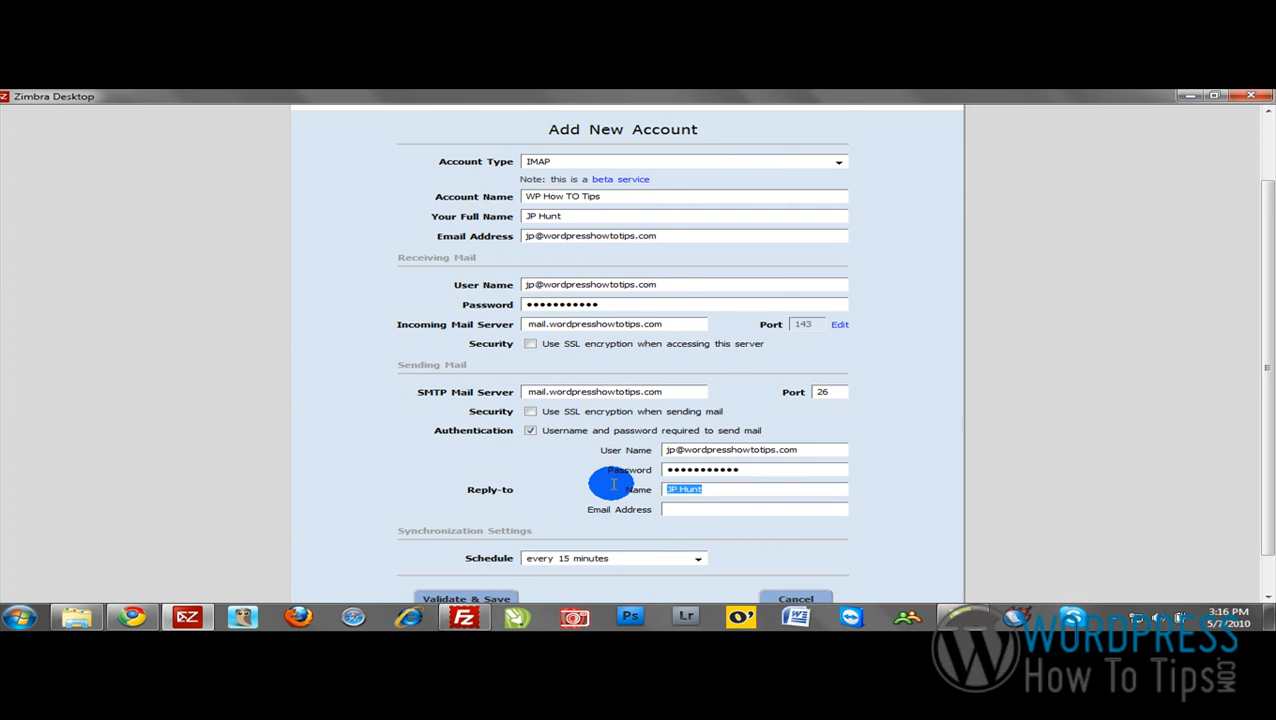 Zimbra Desktop
Add New Account
Account Type IMAP
Note: this is a beta service
Account Name WP How TO Tips
Your Full Name JP Hunt
Email Address jp@wordpresshowtotips.com
Receiving Mail
User Name jp@wordpresshowtotips.com
Password •••••••••••
Incoming Mail Server mail.wordpresshowtotips.com Port 143 Edit
Security Use SSL encryption when accessing this server
Sending Mail
SMTP Mail Server mail.wordpresshowtotips.com Port 26
Security Use SSL encryption when sending mail
Authentication Username and password required to send mail
User Name jp@wordpresshowtotips.com
Password •••••••••••
Reply-to Name JP Hunt
Email Address
Synchronization Settings
Schedule every 15 minutes
Validate & Save Cancel
Fz Ps Lr O'
3:16 PM
5/7/2010
WORDPRESS
How To Tips.com